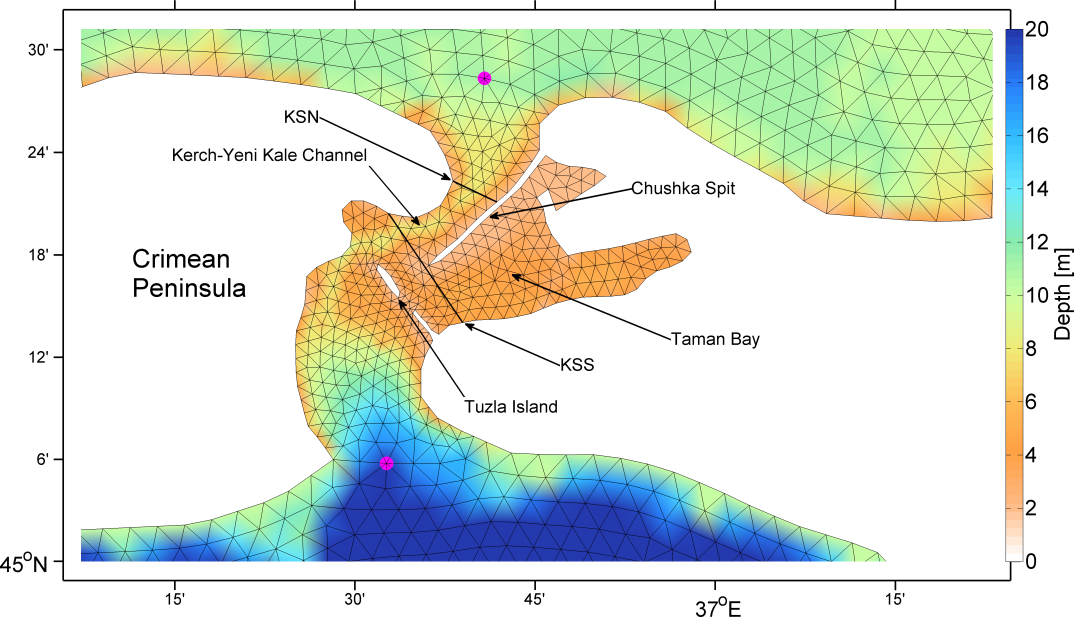 30'
24'
18'
12'
6'
45°N
15'
30'
45'
37°E
15'
KSN
Kerch-Yeni Kale Channel
Chushka Spit
Crimean
Peninsula
Taman Bay
KSS
Tuzla Island
20
18
16
14
12
10
8
6
4
2
0
Depth [m]